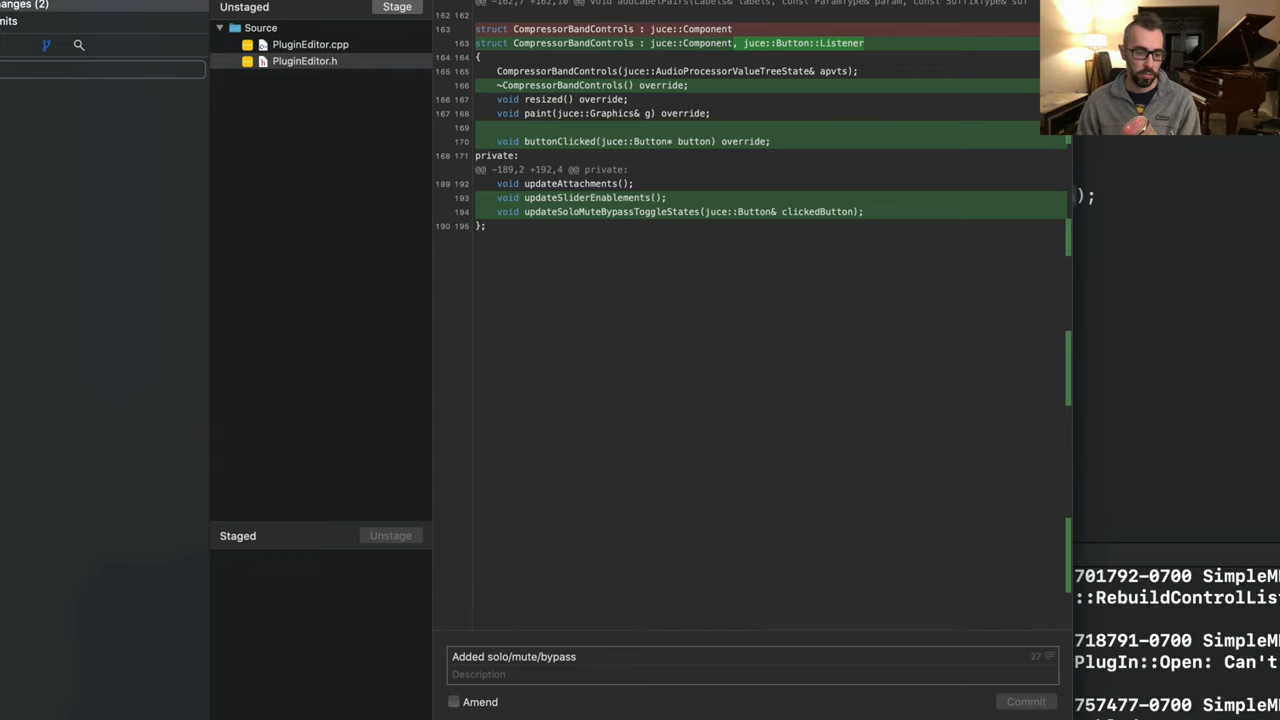 anges (2)
mits
Unstaged
Stage
Source
PluginEditor.cpp
PluginEditor.h
162 162
163 struct CompressorBandControls : juce::Component
163 struct CompressorBandControls : juce::Component, juce::Button::Listener
164 164 {
165 165 CompressorBandControls(juce::AudioProcessorValueTreeState& apvts);
166 ~CompressorBandControls() override;
166 167 void resized() override;
167 168 void paint(juce::Graphics& g) override;
169
170 void buttonClicked(juce::Button* button) override;
168 171 private:
@@ -189,2 +192,4 @@ private:
189 192 void updateAttachments();
193 void updateSliderEnablements();
194 void updateSoloMuteBypassToggleStates(juce::Button& clickedButton);
190 195 };
);
Staged
Unstage
Added solo/mute/bypass
27
Description
Amend
Commit
701792-0700 SimpleM
::RebuildControlLis
718791-0700 SimpleM
PlugIn::Open: Can't
757477-0700 SimpleM